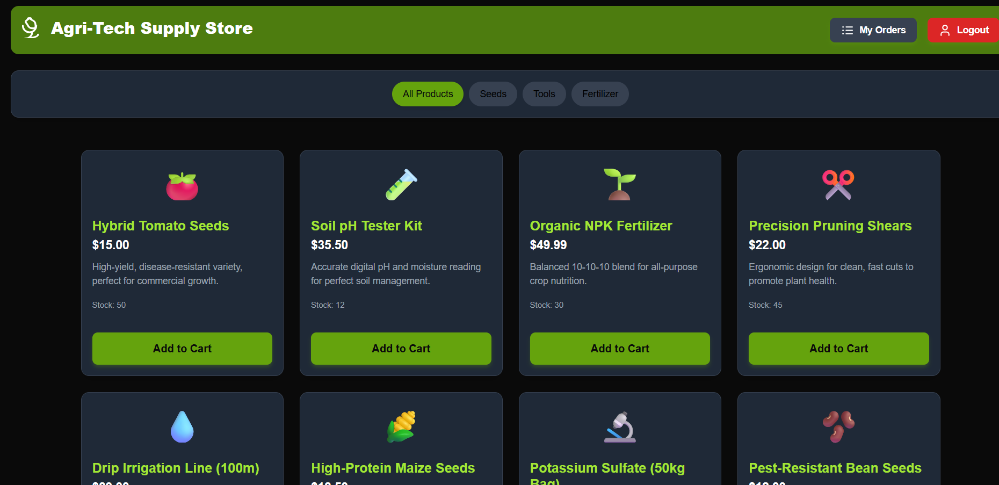 Agri-Tech Supply Store
My Orders
Logout
All Products
Seeds
Tools
Fertilizer
Hybrid Tomato Seeds
$15.00
High-yield, disease-resistant variety,
perfect for commercial growth.
Stock: 50
Add to Cart
Soil pH Tester Kit
$35.50
Accurate digital pH and moisture reading
for perfect soil management.
Stock: 12
Add to Cart
Organic NPK Fertilizer
$49.99
Balanced 10-10-10 blend for all-purpose
crop nutrition.
Stock: 30
Add to Cart
Precision Pruning Shears
$22.00
Ergonomic design for clean, fast cuts to
promote plant health.
Stock: 45
Add to Cart
Drip Irrigation Line (100m)
High-Protein Maize Seeds
Potassium Sulfate (50kg
Bag)
Pest-Resistant Bean Seeds